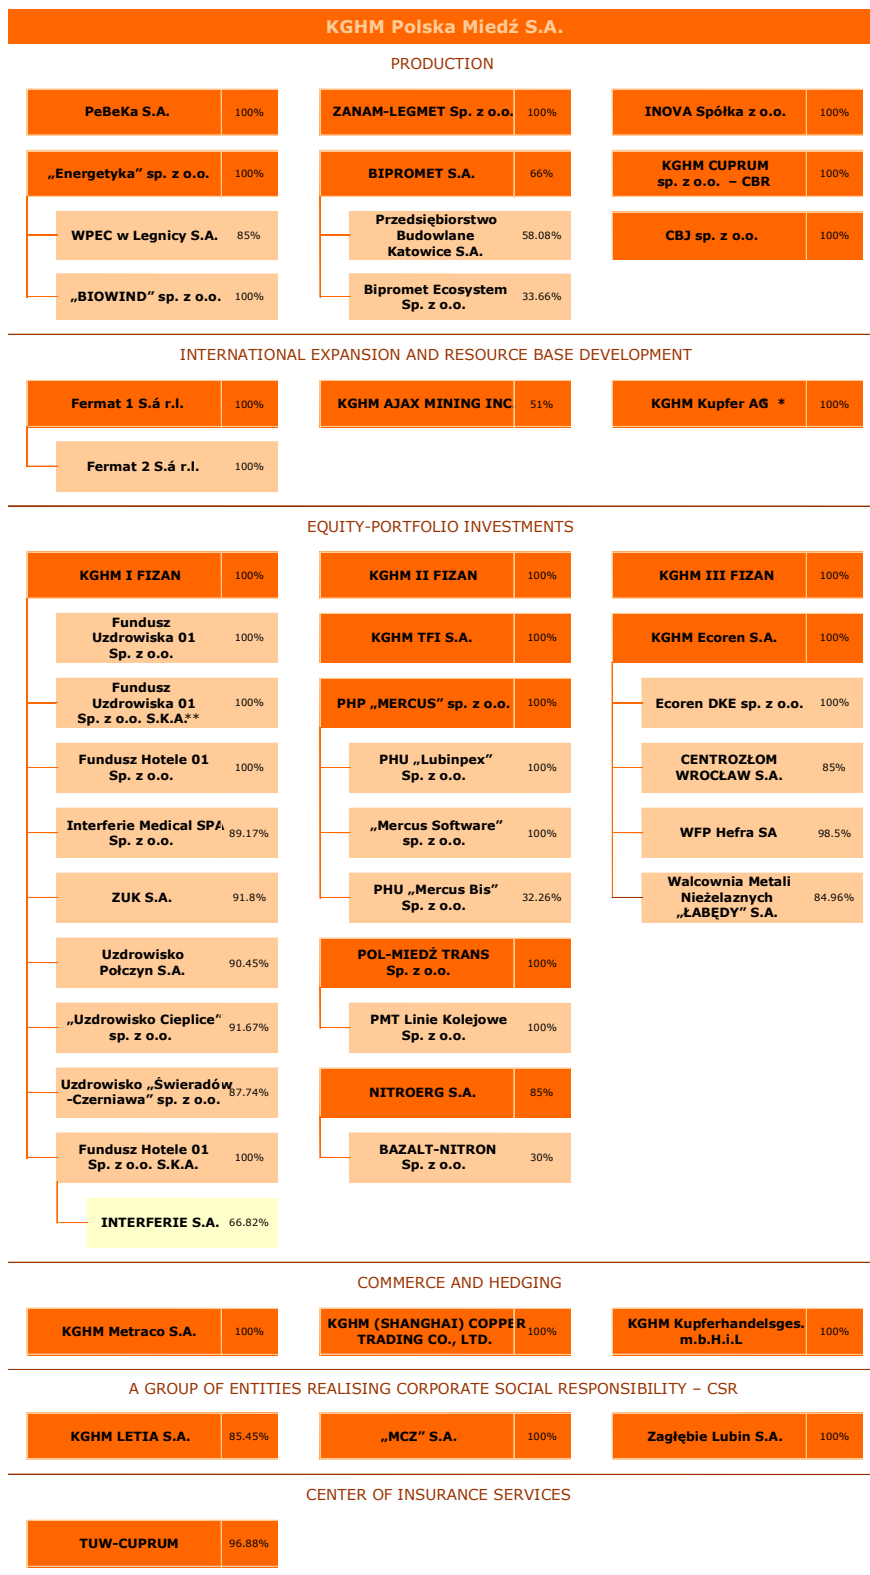 KGHM Polska Miedź S.A.
PRODUCTION
PeBeKa S.A. 100%
ZANAM-LEGMET Sp. z o.o. 100%
INOVA Spółka z o.o. 100%
„Energetyka” sp. z o.o. 100%
BIPROMET S.A. 66%
KGHM CUPRUM
sp. z o.o. – CBR 100%
WPEC w Legnicy S.A. 85%
Przedsiębiorstwo
Budowlane
Katowice S.A. 58.08%
CBJ sp. z o.o. 100%
„BIOWIND” sp. z o.o. 100%
Bipromet Ecosystem
Sp. z o.o. 33.66%
INTERNATIONAL EXPANSION AND RESOURCE BASE DEVELOPMENT
Fermat 1 S.á r.l. 100%
KGHM AJAX MINING INC. 51%
KGHM Kupfer AG * 100%
Fermat 2 S.á r.l. 100%
EQUITY-PORTFOLIO INVESTMENTS
KGHM I FIZAN 100%
KGHM II FIZAN 100%
KGHM III FIZAN 100%
Fundusz
Uzdrowiska 01
Sp. z o.o. 100%
KGHM TFI S.A. 100%
KGHM Ecoren S.A. 100%
Fundusz
Uzdrowiska 01
Sp. z o.o. S.K.A.** 100%
PHP „MERCUS” sp. z o.o. 100%
Ecoren DKE sp. z o.o. 100%
Fundusz Hotele 01
Sp. z o.o. 100%
PHU „Lubinpex”
Sp. z o.o. 100%
CENTROZŁOM
WROCŁAW S.A. 85%
Interferie Medical SPA
Sp. z o.o. 89.17%
„Mercus Software”
sp. z o.o. 100%
WFP Hefra SA 98.5%
ZUK S.A. 91.8%
PHU „Mercus Bis”
Sp. z o.o. 32.26%
Walcownia Metali
Nieżelaznych
„ŁABĘDY” S.A. 84.96%
Uzdrowisko
Połczyn S.A. 90.45%
POL-MIEDŹ TRANS
Sp. z o.o. 100%
„Uzdrowisko Cieplice”
sp. z o.o. 91.67%
PMT Linie Kolejowe
Sp. z o.o. 100%
Uzdrowisko „Świeradów
-Czerniawa” sp. z o.o. 87.74%
NITROERG S.A. 85%
Fundusz Hotele 01
Sp. z o.o. S.K.A. 100%
BAZALT-NITRON
Sp. z o.o. 30%
INTERFERIE S.A. 66.82%
COMMERCE AND HEDGING
KGHM Metraco S.A. 100%
KGHM (SHANGHAI) COPPER
TRADING CO., LTD. 100%
KGHM Kupferhandelsges.
m.b.H.i.L 100%
A GROUP OF ENTITIES REALISING CORPORATE SOCIAL RESPONSIBILITY – CSR
KGHM LETIA S.A. 85.45%
„MCZ” S.A. 100%
Zagłębie Lubin S.A. 100%
CENTER OF INSURANCE SERVICES
TUW-CUPRUM 96.88%